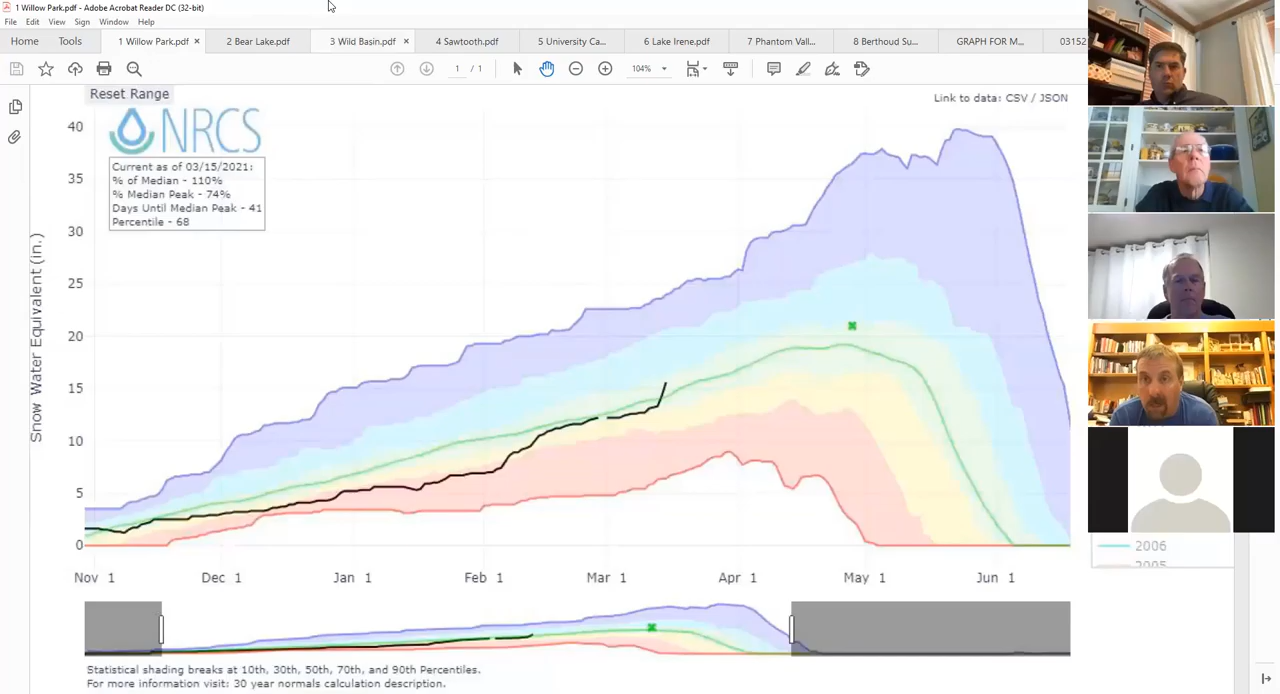 1 Willow Park.pdf - Adobe Acrobat Reader DC (32-bit)
File Edit View Sign Window Help
Home Tools 1 Willow Park.pdf × 2 Bear Lake.pdf 3 Wild Basin.pdf × 4 Sawtooth.pdf 5 University Ca... 6 Lake Irene.pdf 7 Phantom Vall... 8 Berthoud Su... GRAPH FOR M... 03152
1 / 1 104%
Reset Range
Link to data: CSV / JSON
NRCS
Current as of 03/15/2021:
% of Median - 110%
% Median Peak - 74%
Days Until Median Peak - 41
Percentile - 68
Snow Water Equivalent (in.)
40
35
30
25
20
15
10
5
0
Nov 1 Dec 1 Jan 1 Feb 1 Mar 1 Apr 1 May 1 Jun 1
2006
2005
Statistical shading breaks at 10th, 30th, 50th, 70th, and 90th Percentiles.
For more information visit: 30 year normals calculation description.